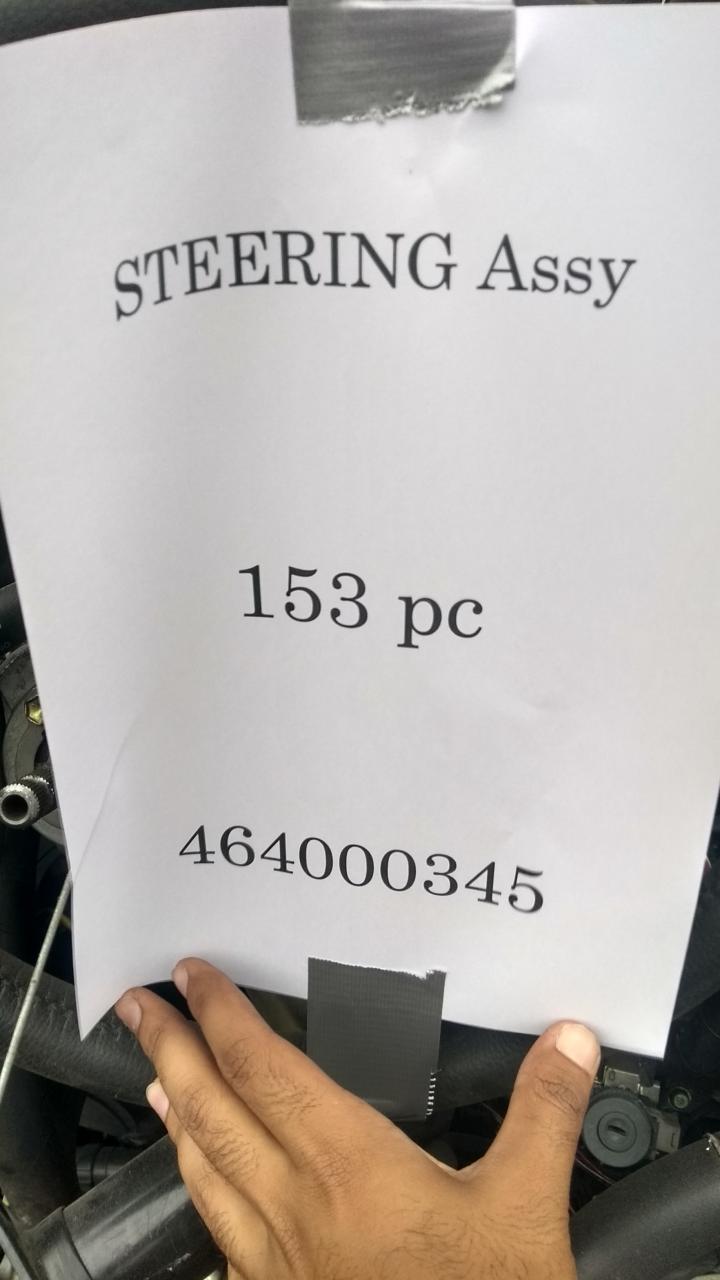 STEERING Assy
153 pc
464000345